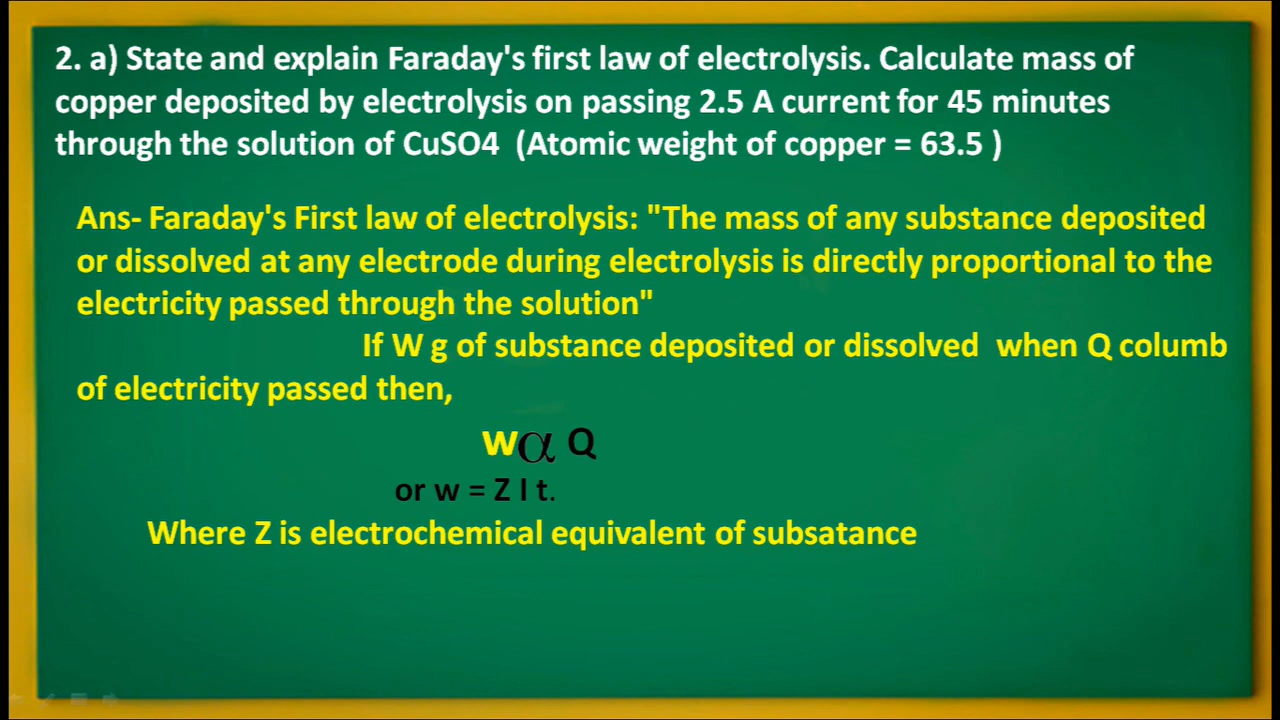 2. a) State and explain Faraday's first law of electrolysis. Calculate mass of
copper deposited by electrolysis on passing 2.5 A current for 45 minutes
through the solution of CuSO4 (Atomic weight of copper = 63.5 )
Ans- Faraday's First law of electrolysis: "The mass of any substance deposited
or dissolved at any electrode during electrolysis is directly proportional to the
electricity passed through the solution"
If W g of substance deposited or dissolved when Q columb
of electricity passed then,
w α Q
or w = Z I t.
Where Z is electrochemical equivalent of subsatance